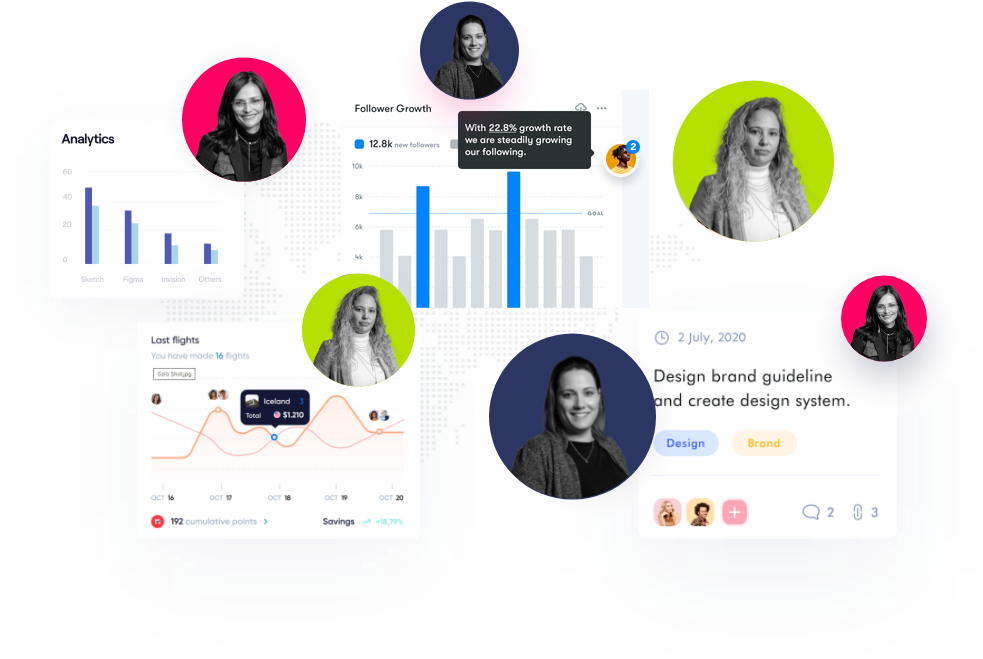 Follower Growth
12.8k new followers
With 22.8% growth rate
we are steadily growing
our following.
2
10k
8k
GOAL
6k
4k
Analytics
60
40
20
0
Sketch Figma Invision Others
Last flights
You have made 16 flights
Iceland 3
Total $1.210
OCT 16 OCT 17 OCT 18 OCT 19 OCT 20
192 cumulative points
Savings +18,79%
2 July, 2020
Design brand guideline
and create design system.
Design Brand
2 3